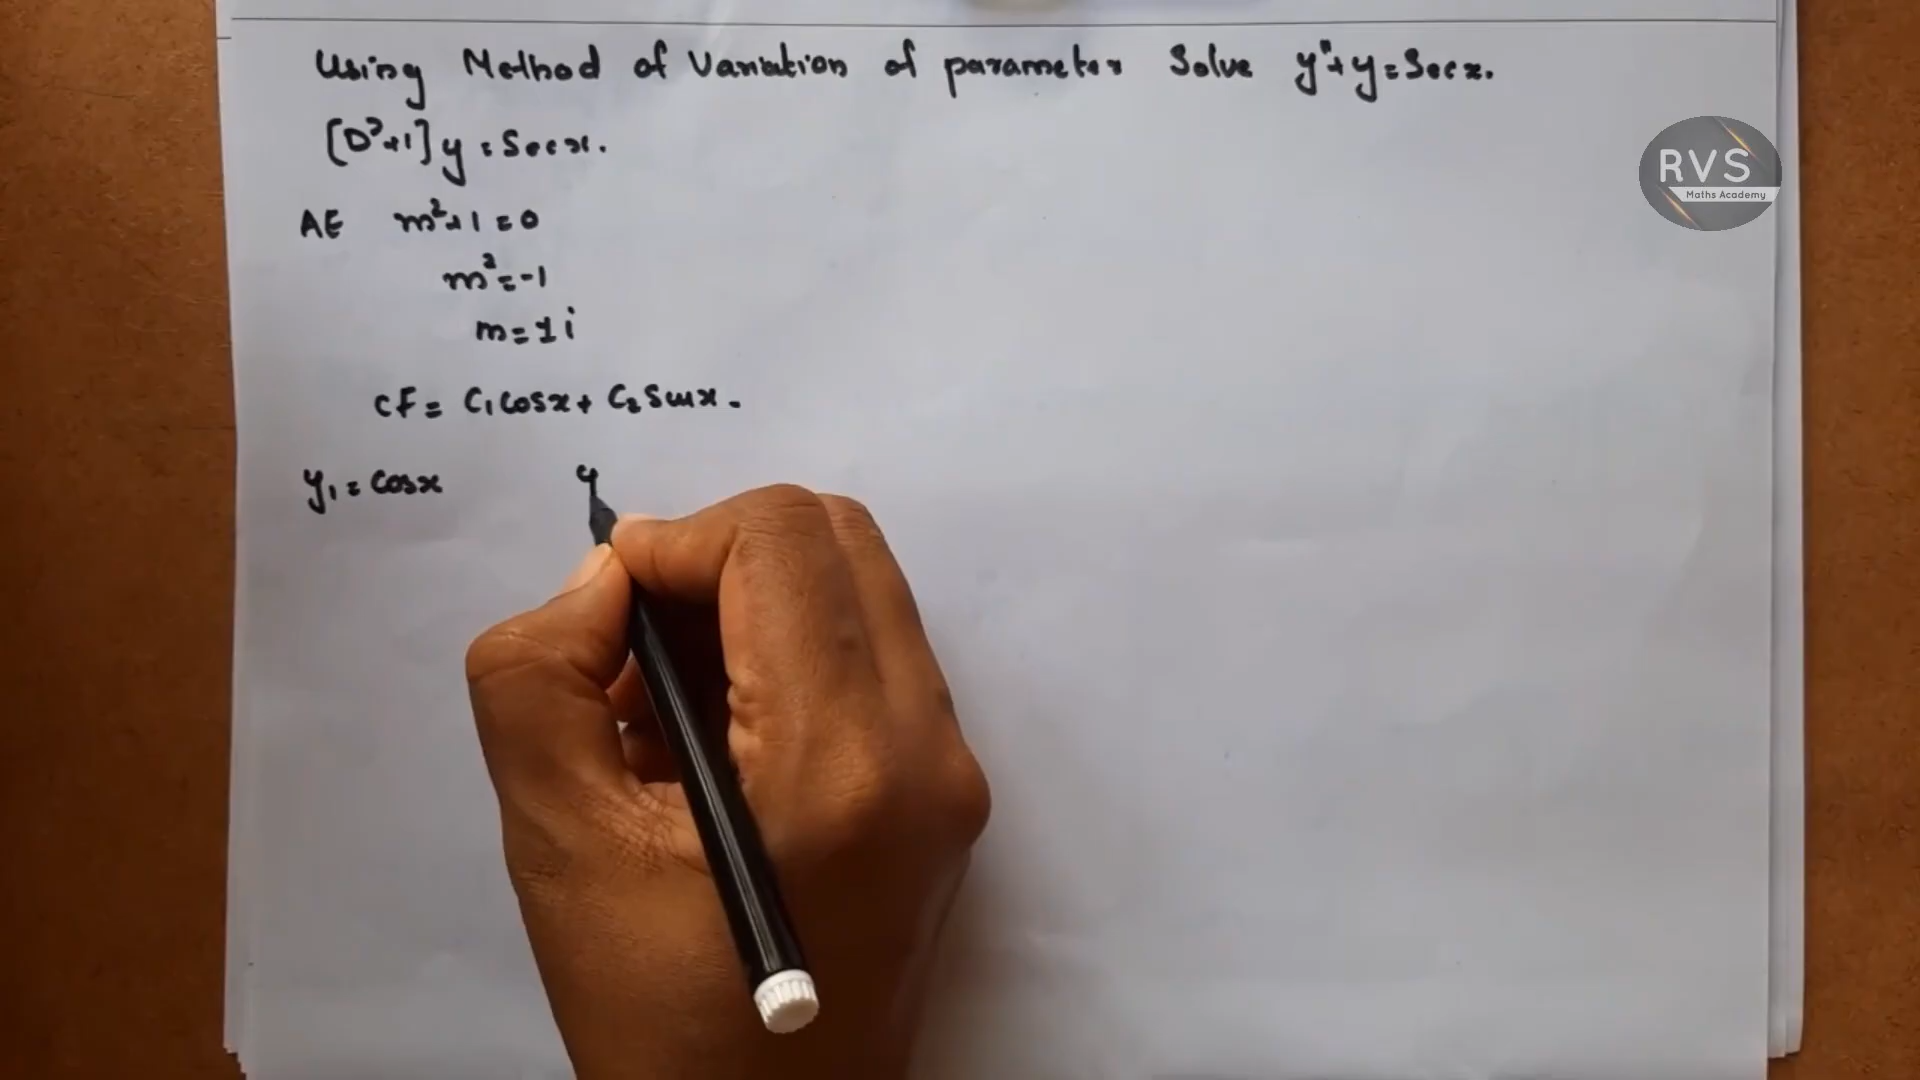 Using Method of Variation of parameter Solve y"+y=Secx.
[D²+1]y=Secx.
RVS
Maths Academy
AE m²+1=0
m²=-1
m=±i
CF= C₁Cosx+ C₂Sinx.
y₁=Cosx y